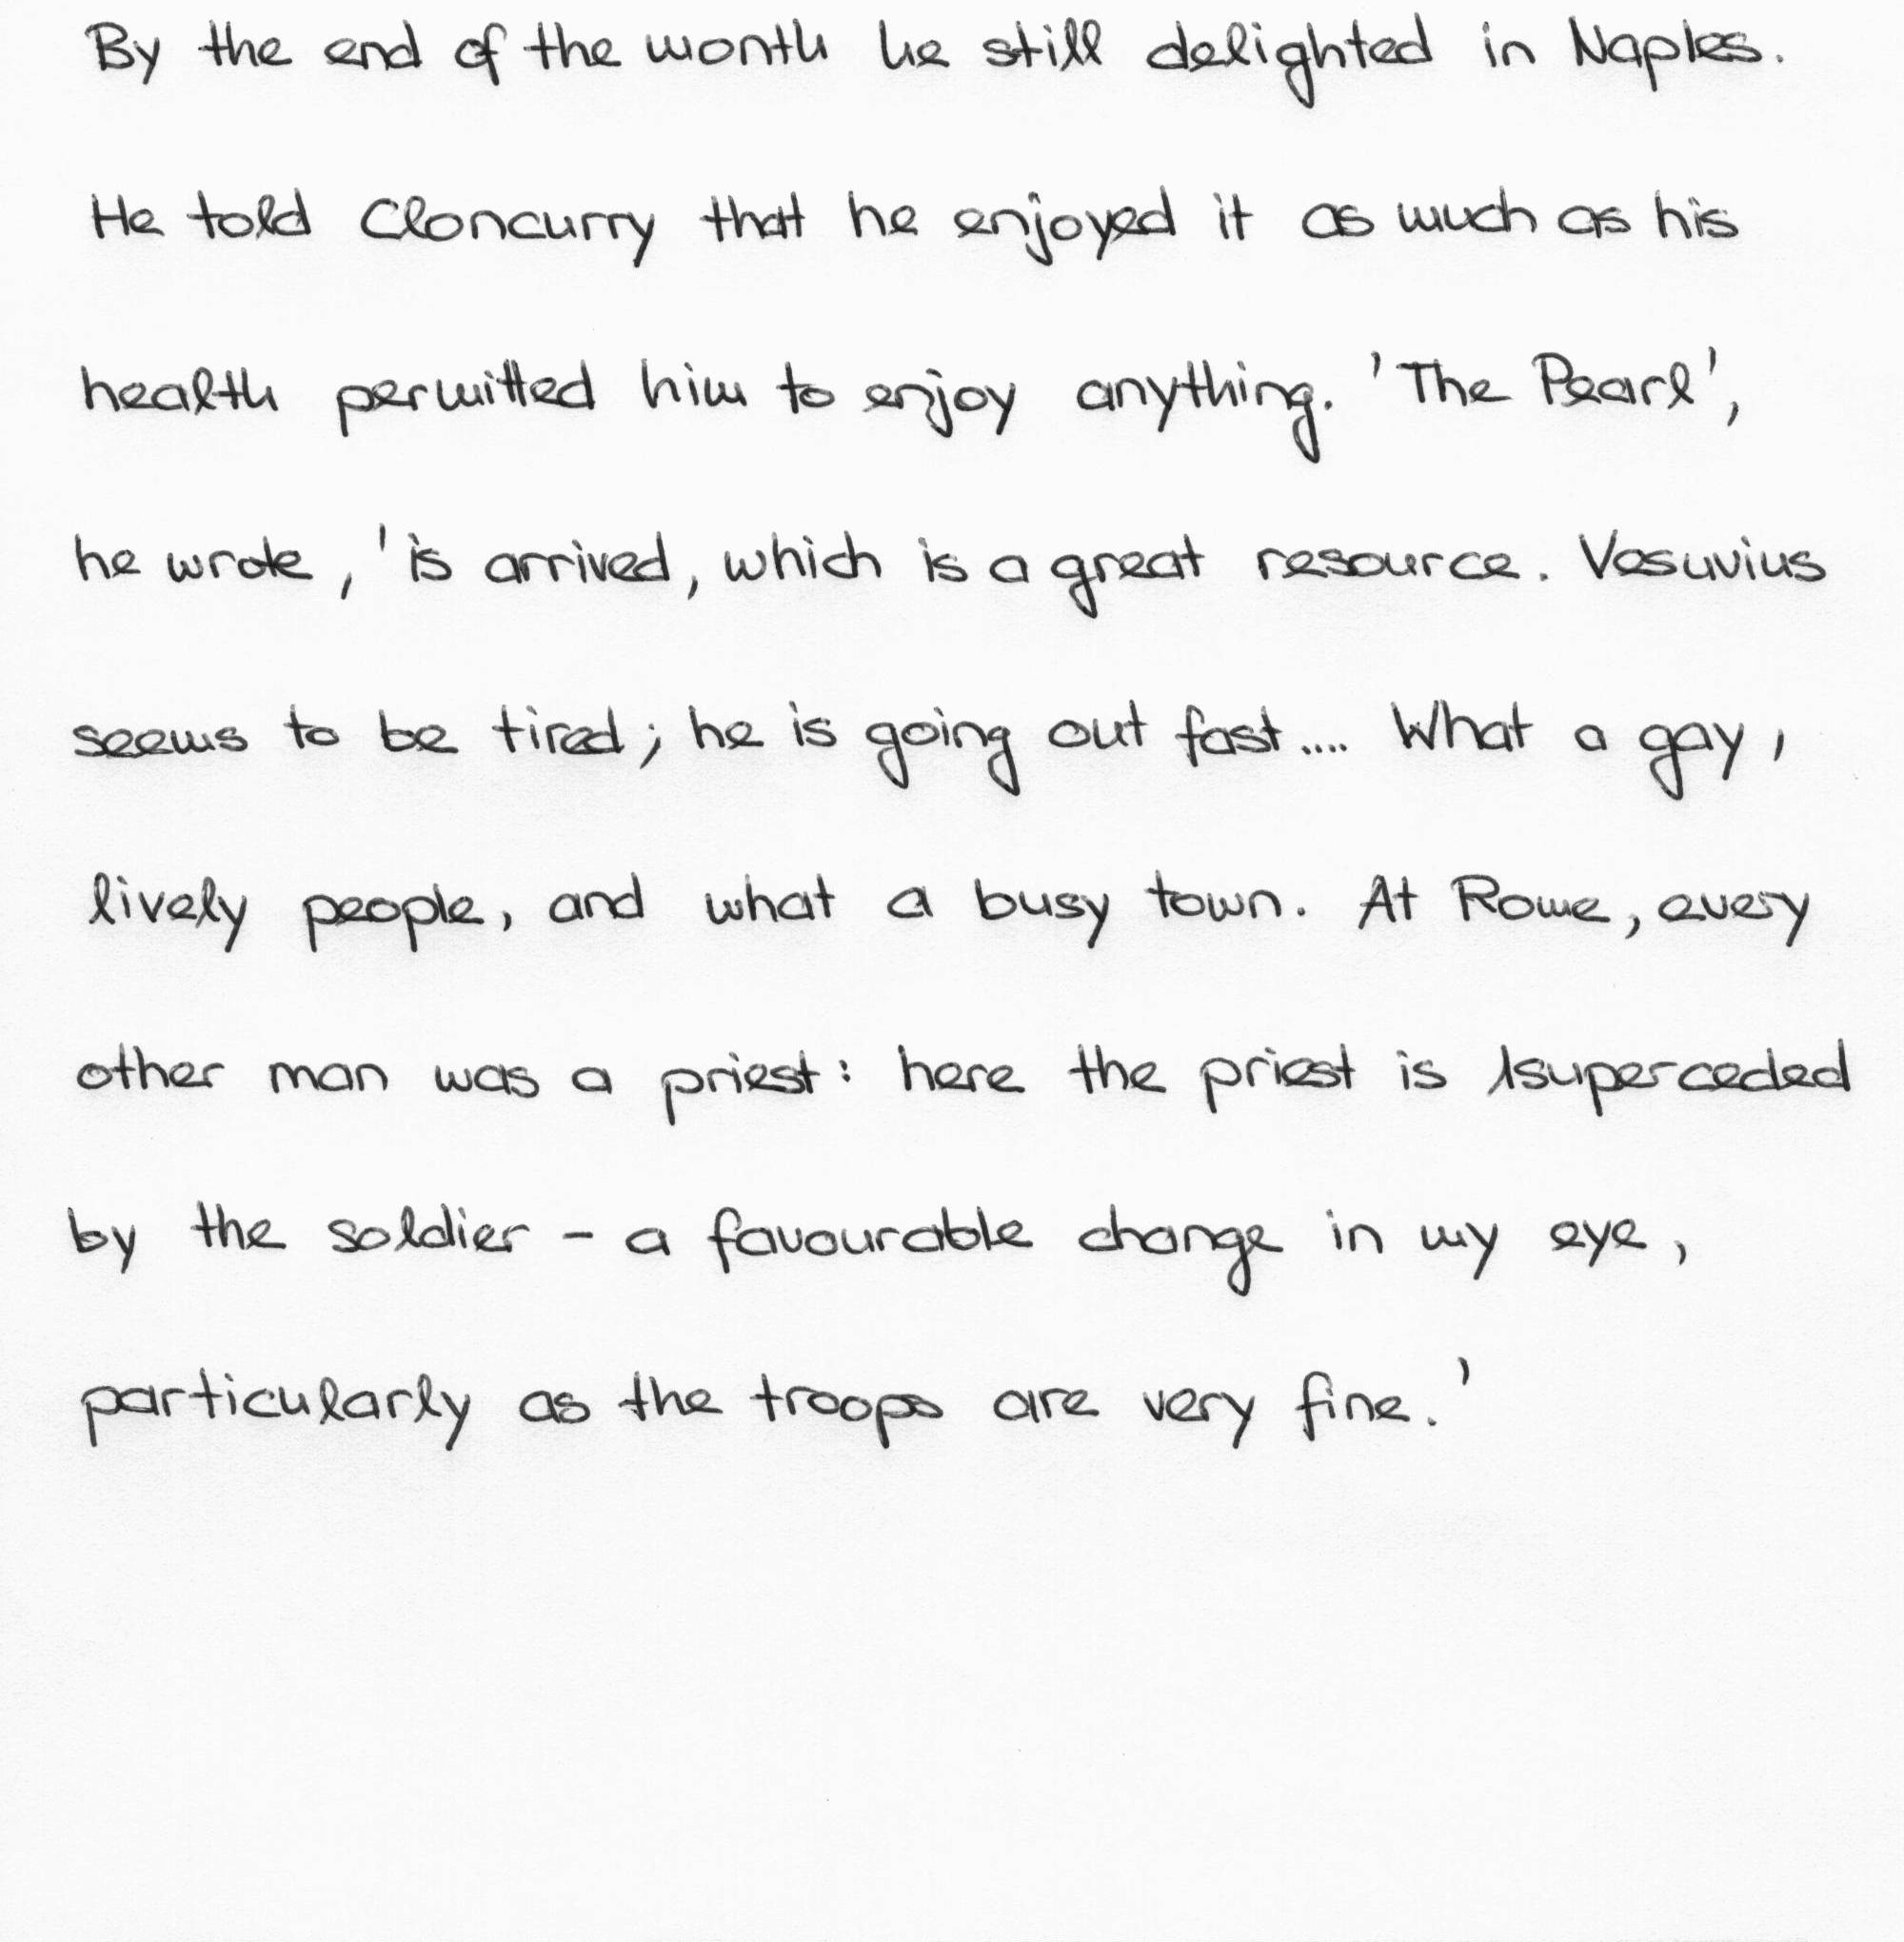 By the end of the month he still delighted in Naples.
He told Cloncurry that he enjoyed it as much as his
health permitted him to enjoy anything. 'The Pearl',
he wrote, 'is arrived, which is a great resource. Vesuvius
seems to be tired; he is going out fast.... What a gay,
lively people, and what a busy town. At Rome, every
other man was a priest: here the priest is superceded
by the soldier - a favourable change in my eye,
particularly as the troops are very fine.'